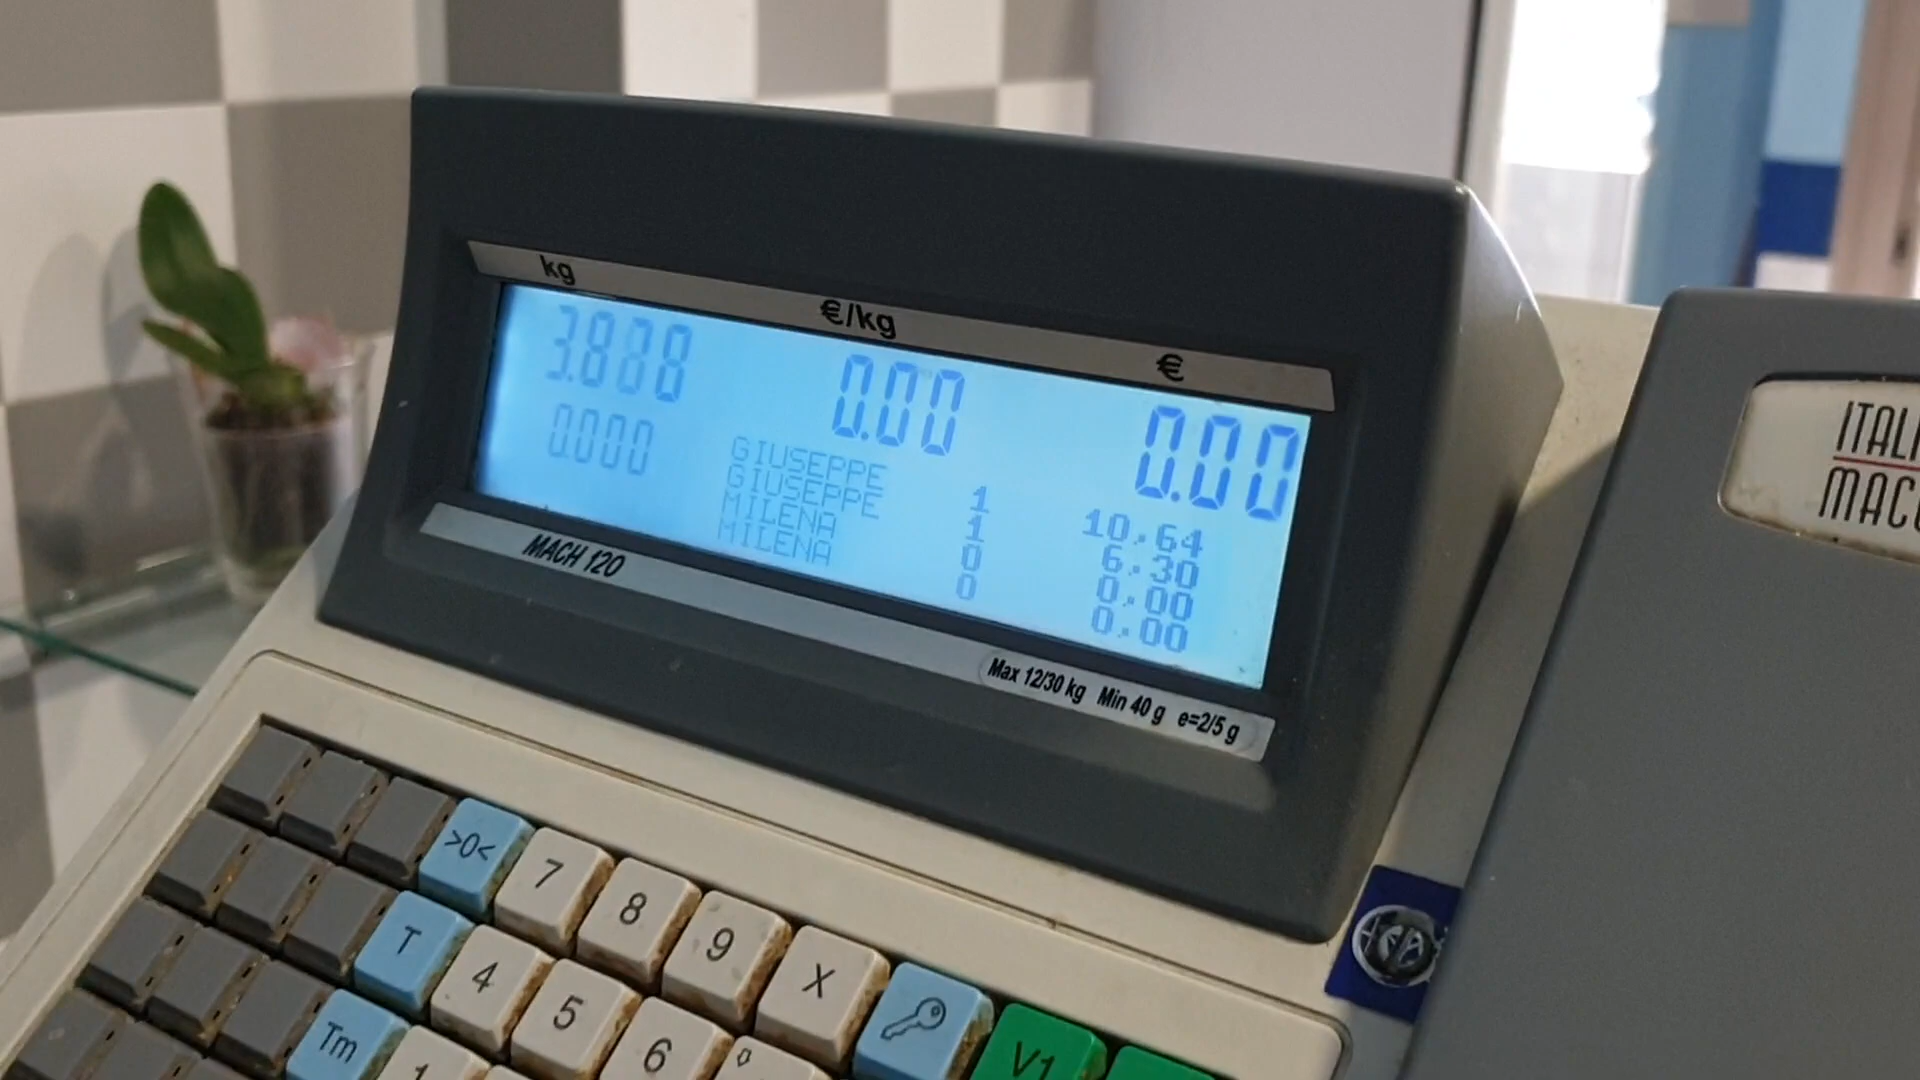 kg
€/kg
€
3.888
0.00
0.00
0.000
GIUSEPPE 1 10.64
GIUSEPPE 1 6.30
MILENA 0 0.00
MILENA 0 0.00
MACH 120
Max 12/30 kg Min 40 g e=2/5 g
>0< 7 8 9 X
T 4 5 6
Tm V1